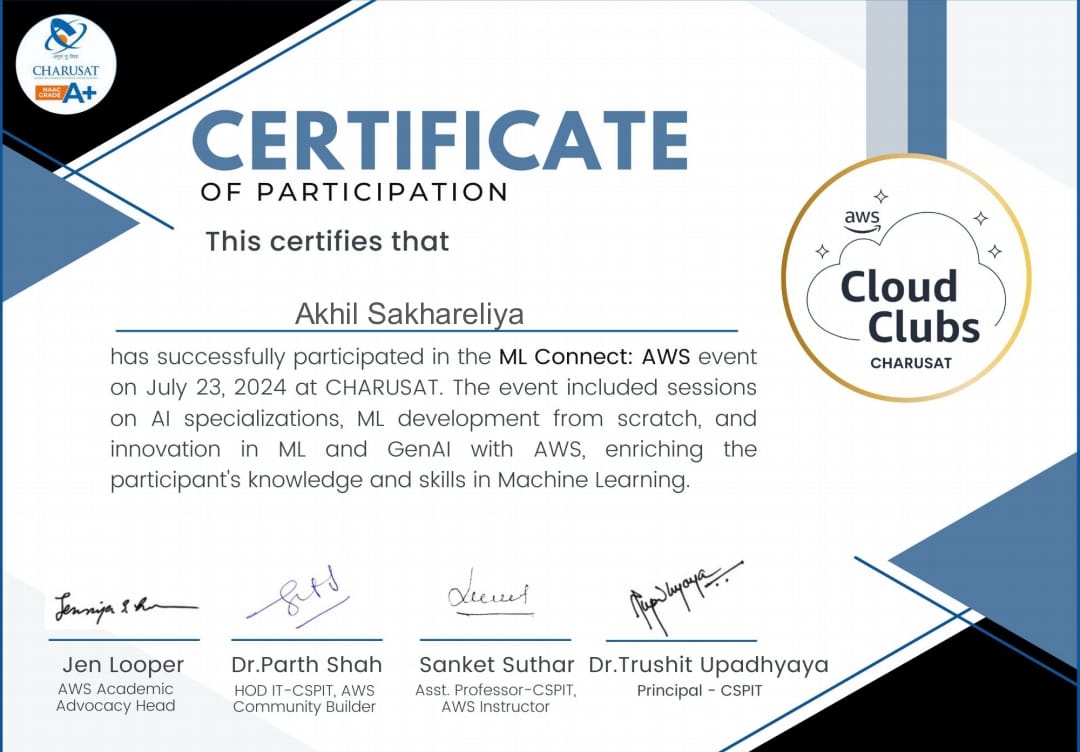 CHARUSAT
NAAC
GRADE A+
CERTIFICATE
OF PARTICIPATION
This certifies that
Akhil Sakhareliya
has successfully participated in the ML Connect: AWS event
on July 23, 2024 at CHARUSAT. The event included sessions
on AI specializations, ML development from scratch, and
innovation in ML and GenAI with AWS, enriching the
participant's knowledge and skills in Machine Learning.
aws
Cloud
Clubs
CHARUSAT
Jen Looper
AWS Academic
Advocacy Head
Dr.Parth Shah
HOD IT-CSPIT, AWS
Community Builder
Sanket Suthar
Asst. Professor-CSPIT,
AWS Instructor
Dr.Trushit Upadhyaya
Principal - CSPIT